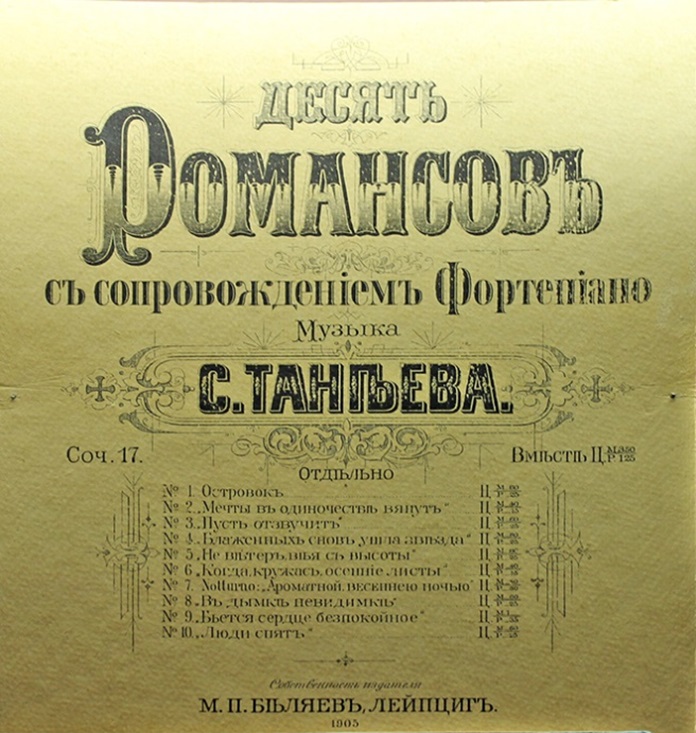 ДЕСЯТЬ
РОМАНСОВЪ
СЪ СОПРОВОЖДЕНІЕМЪ ФОРТЕПІАНО
Музыка
С. ТАНѢЕВА.
Соч. 17. Вмѣстѣ Ц.
ОТДѢЛЬНО
№ 1. Островокъ Ц.
№ 2. „Мечты въ одиночествѣ вянутъ“ Ц.
№ 3. „Пусть отзвучитъ“ Ц.
№ 4. „Блаженныхъ сновъ ушла звѣзда“ Ц.
№ 5. „Не вѣтеръ, вѣя съ высоты“ Ц.
№ 6. „Когда, кружась, осенніе листы“ Ц.
№ 7. Notturno: „Ароматной, весеннею ночью“ Ц.
№ 8. „Въ дымкѣ невидимкѣ“ Ц.
№ 9. „Бьется сердце безпокойное“ Ц.
№ 10. „Люди спятъ“ Ц.
Собственность издателя
М. П. БѢЛЯЕВЪ, ЛЕЙПЦИГЪ.
1905